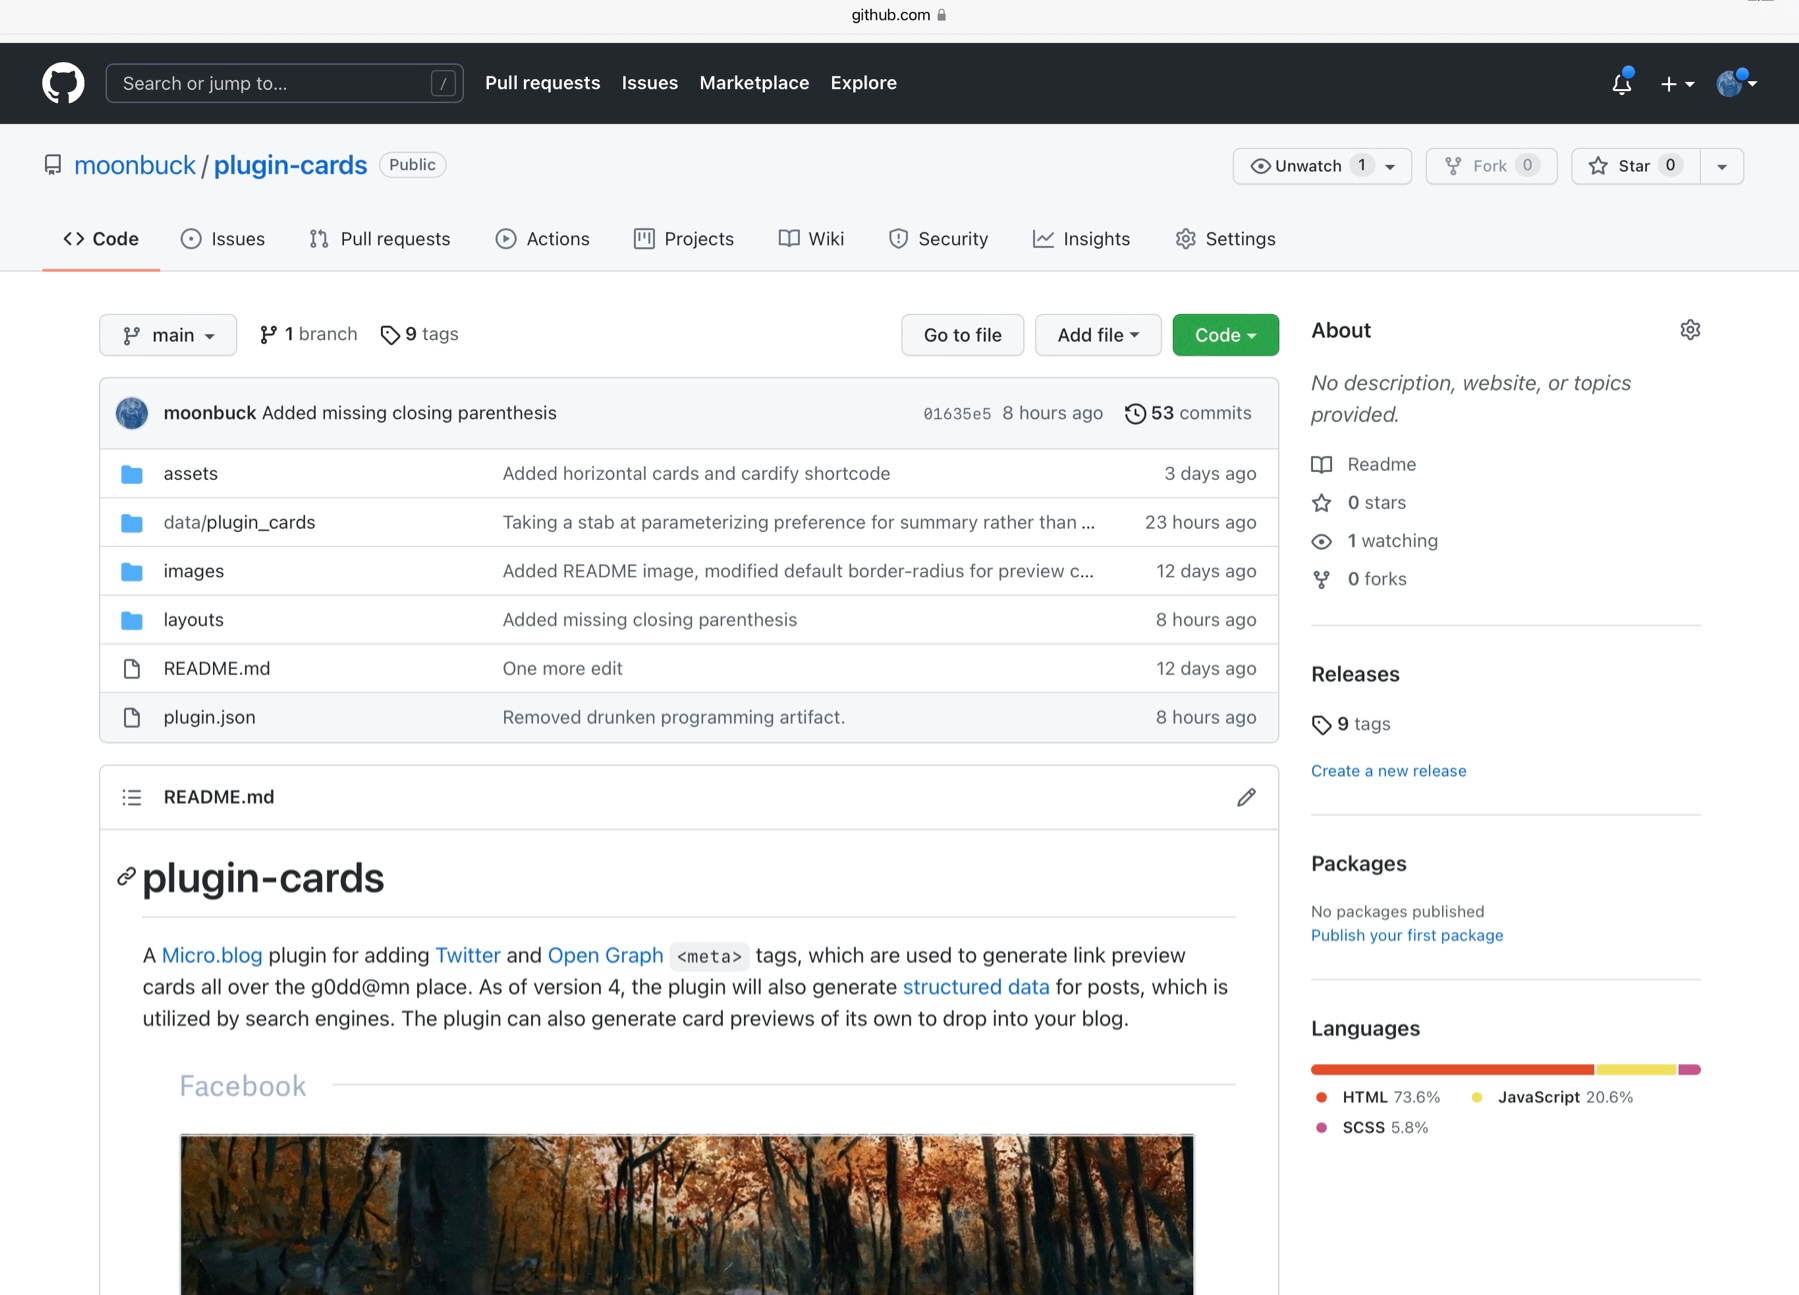 github.com
Search or jump to... /
Pull requests Issues Marketplace Explore
moonbuck / plugin-cards Public
Unwatch 1 Fork 0 Star 0
Code Issues Pull requests Actions Projects Wiki Security Insights Settings
main 1 branch 9 tags Go to file Add file Code
moonbuck Added missing closing parenthesis 01635e5 8 hours ago 53 commits
assets Added horizontal cards and cardify shortcode 3 days ago
data/plugin_cards Taking a stab at parameterizing preference for summary rather than ... 23 hours ago
images Added README image, modified default border-radius for preview c... 12 days ago
layouts Added missing closing parenthesis 8 hours ago
README.md One more edit 12 days ago
plugin.json Removed drunken programming artifact. 8 hours ago
README.md
plugin-cards
A Micro.blog plugin for adding Twitter and Open Graph <meta> tags, which are used to generate link preview
cards all over the g0dd@mn place. As of version 4, the plugin will also generate structured data for posts, which is
utilized by search engines. The plugin can also generate card previews of its own to drop into your blog.
Facebook
About
No description, website, or topics
provided.
Readme
0 stars
1 watching
0 forks
Releases
9 tags
Create a new release
Packages
No packages published
Publish your first package
Languages
HTML 73.6% JavaScript 20.6%
SCSS 5.8%